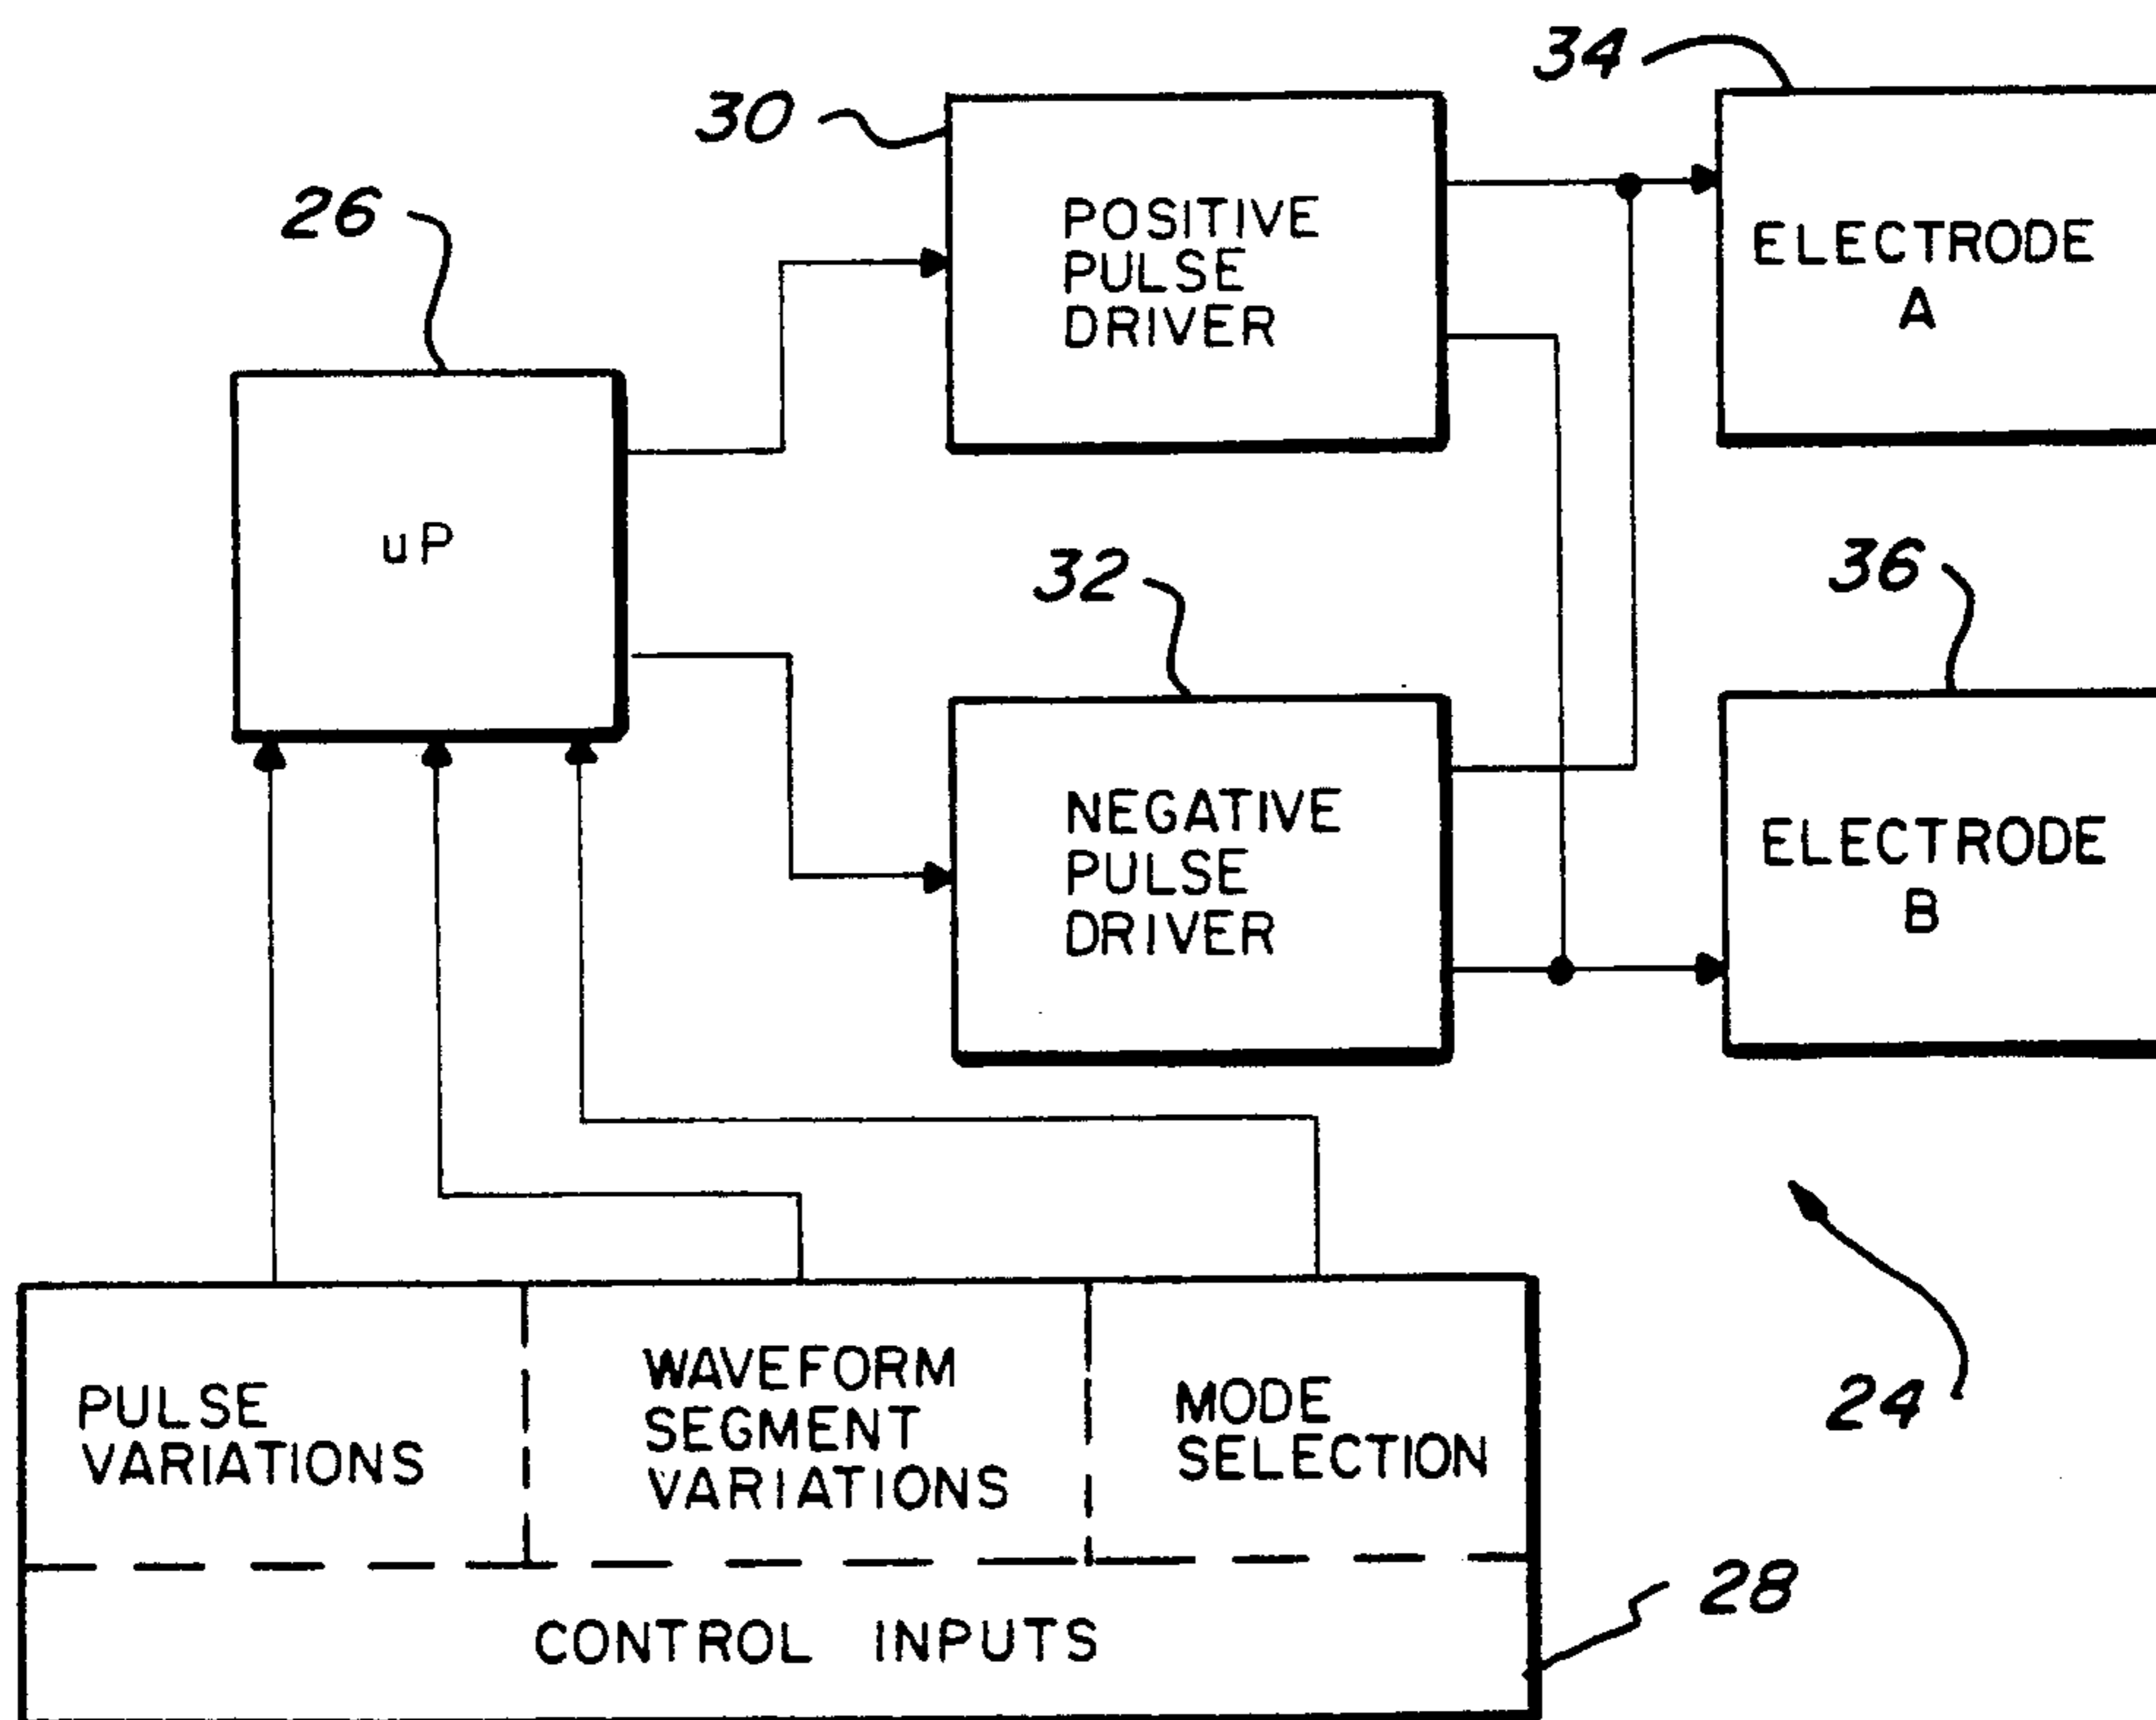 34
30
26
POSITIVE
PULSE
DRIVER
ELECTRODE
A
uP
32
36
NEGATIVE
PULSE
DRIVER
ELECTRODE
B
24
PULSE
VARIATIONS
WAVEFORM
SEGMENT
VARIATIONS
MODE
SELECTION
28
CONTROL INPUTS